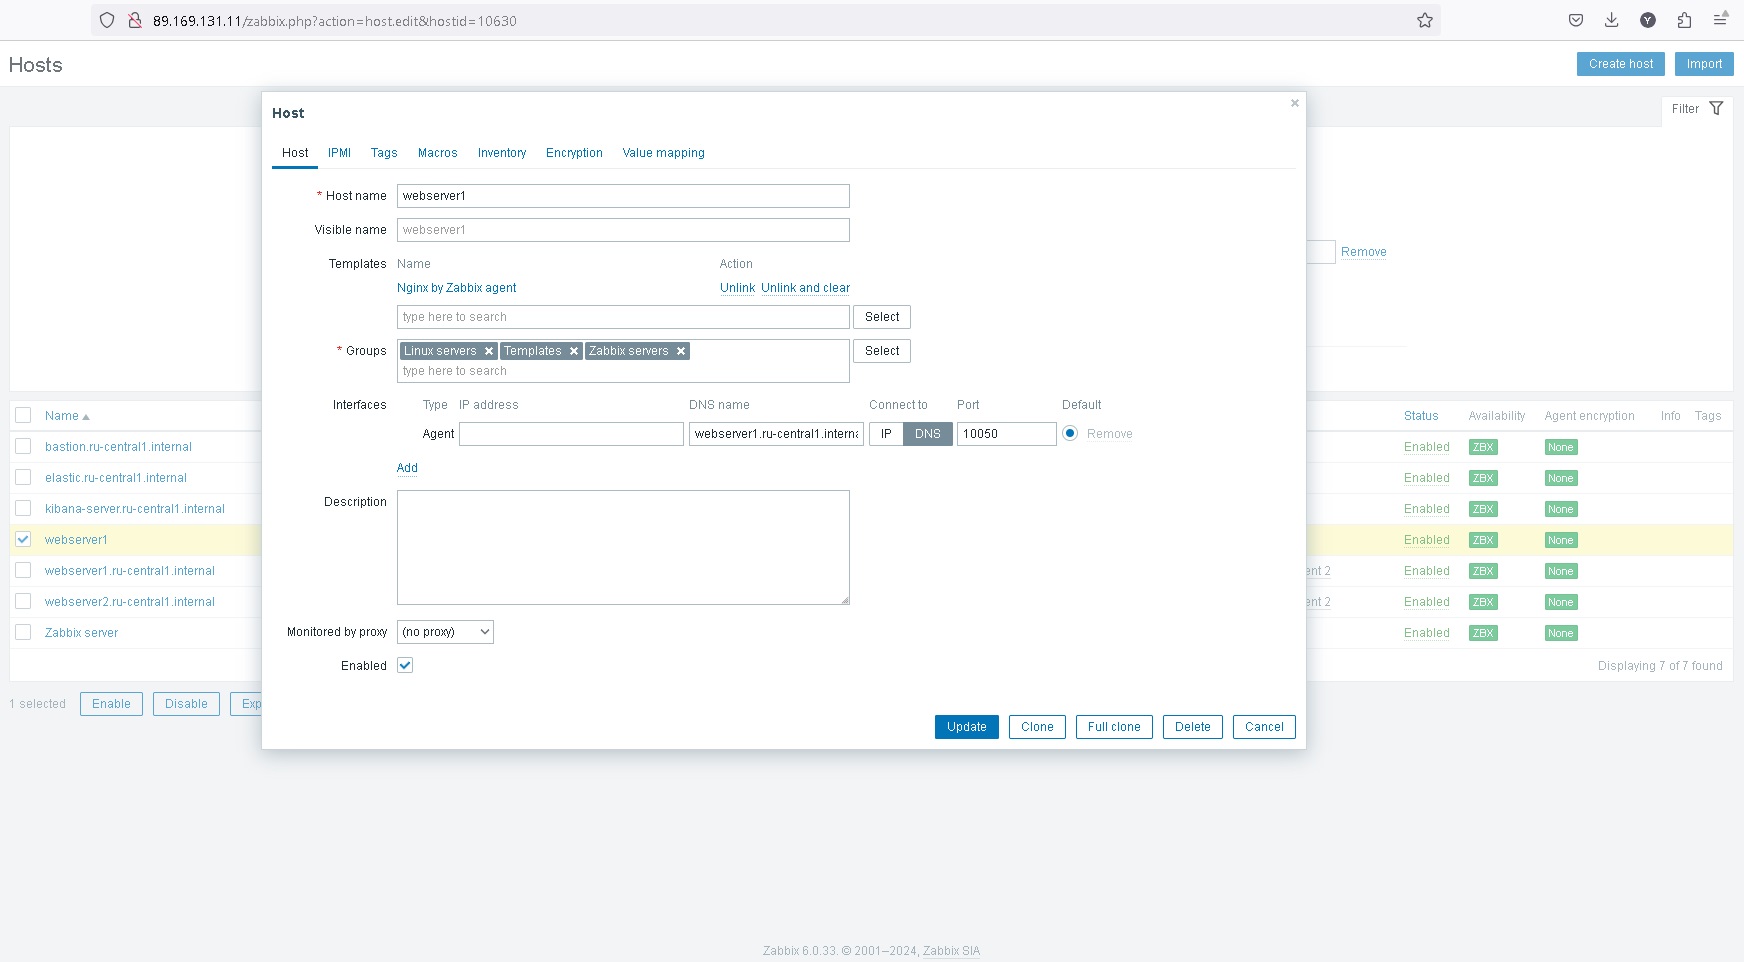 89.169.131.11/zabbix.php?action=host.edit&hostid=10630
Y
Hosts
Create host
Import
Filter
Host
Host IPMI Tags Macros Inventory Encryption Value mapping
* Host name webserver1
Visible name webserver1
Remove
Templates Name Action
Nginx by Zabbix agent Unlink Unlink and clear
type here to search Select
* Groups Linux servers Templates Zabbix servers Select
type here to search
Interfaces Type IP address DNS name Connect to Port Default
Agent webserver1.ru-central1.interna IP DNS 10050 Remove
Add
Description
Monitored by proxy (no proxy)
Enabled
Update Clone Full clone Delete Cancel
Name Status Availability Agent encryption Info Tags
bastion.ru-central1.internal Enabled ZBX None
elastic.ru-central1.internal Enabled ZBX None
kibana-server.ru-central1.internal Enabled ZBX None
webserver1 Enabled ZBX None
webserver1.ru-central1.internal ent 2 Enabled ZBX None
webserver2.ru-central1.internal ent 2 Enabled ZBX None
Zabbix server Enabled ZBX None
Displaying 7 of 7 found
1 selected Enable Disable Exp
Zabbix 6.0.33. © 2001–2024, Zabbix SIA